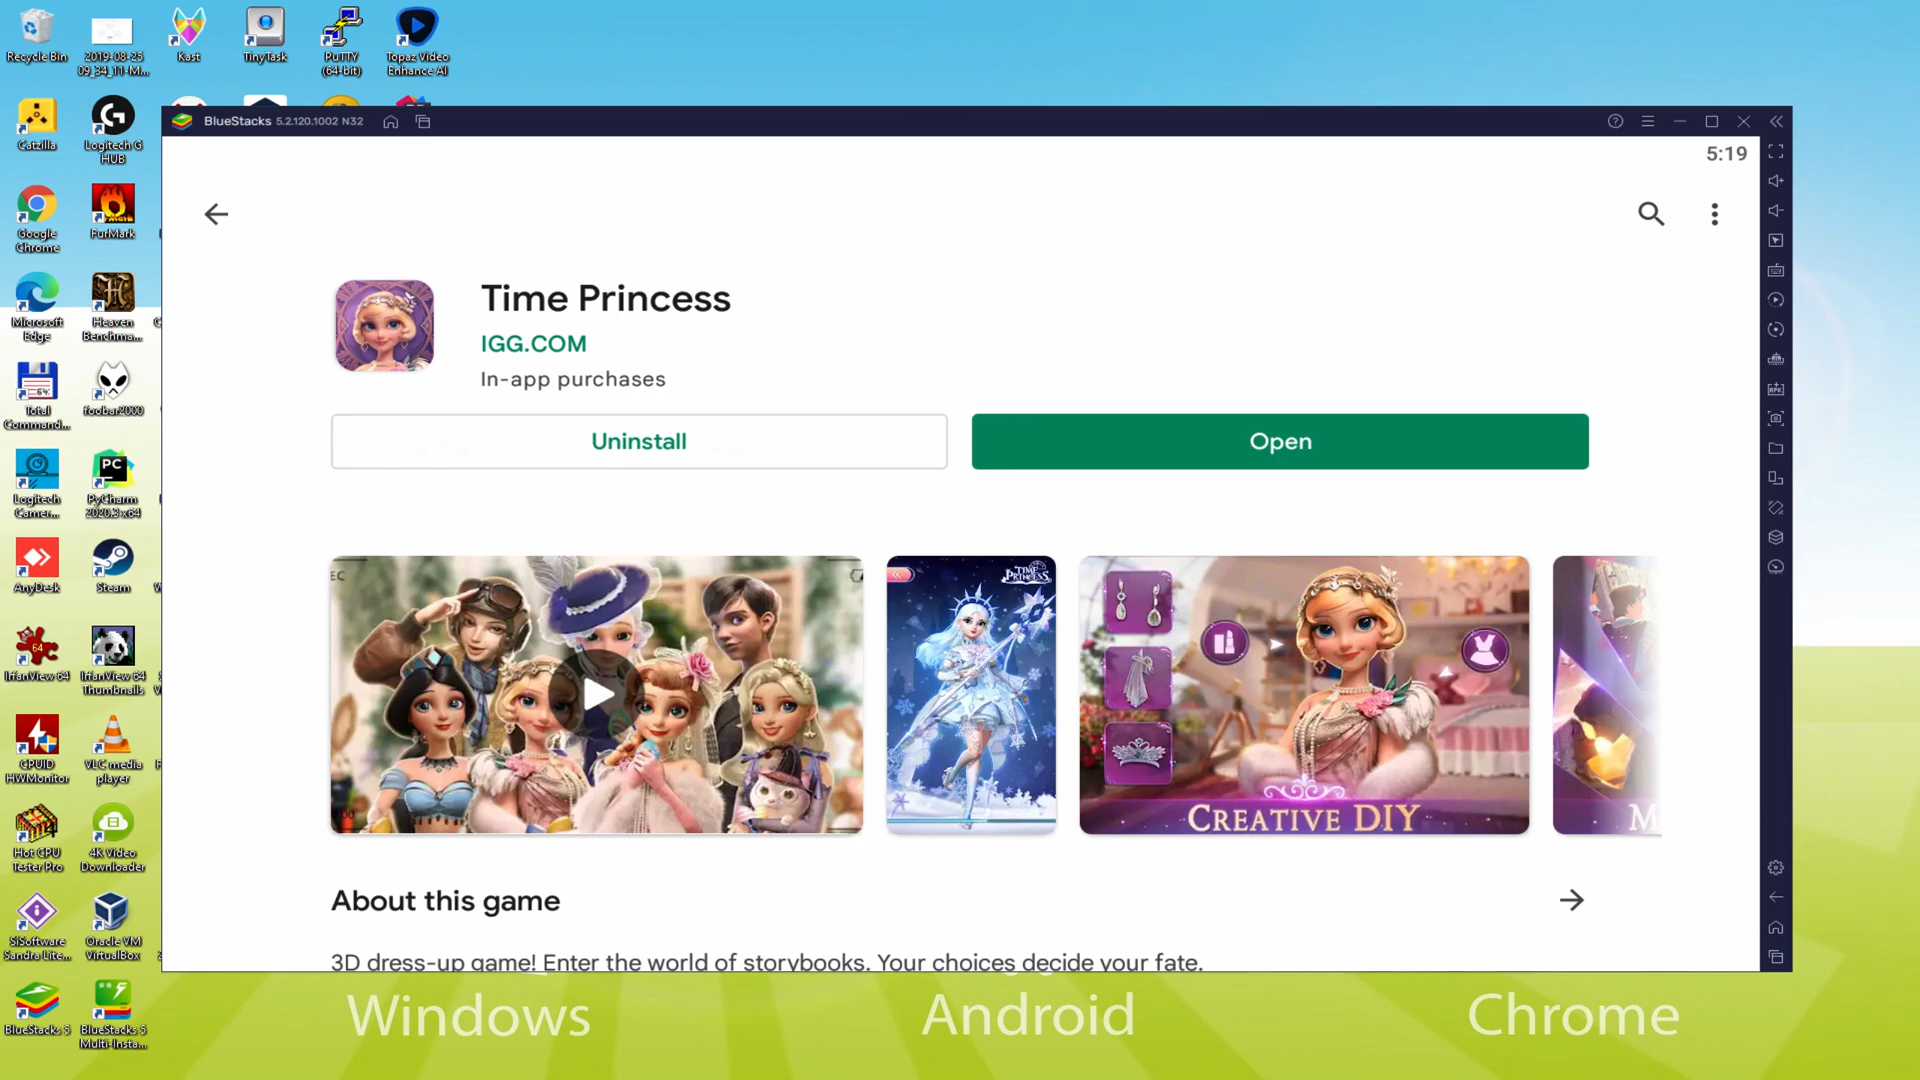 Recycle Bin
2019-08-25
09_34_11-M...
Kast
TinyTask
PuTTY
(64-bit)
Topaz Video
Enhance AI
Catzilla
Logitech G
HUB
Google
Chrome
FurMark
Microsoft
Edge
Heaven
Benchma...
Total
Command...
foobar2000
Logitech
Camer...
PyCharm
2020.3 x64
AnyDesk
Steam
IrfanView 64
IrfanView 64
Thumbnails
CPUID
HWMonitor
VLC media
player
Hot CPU
Tester Pro
4K Video
Downloader
SiSoftware
Sandra Lite...
Oracle VM
VirtualBox
BlueStacks 5
BlueStacks 5
Multi-Insta...
BlueStacks 5.2.120.1002 N32
5:19
Time Princess
IGG.COM
In-app purchases
Uninstall
Open
EC
TIME
PRINCESS
CREATIVE DIY
M
About this game
3D dress-up game! Enter the world of storybooks. Your choices decide your fate.
Windows
Android
Chrome